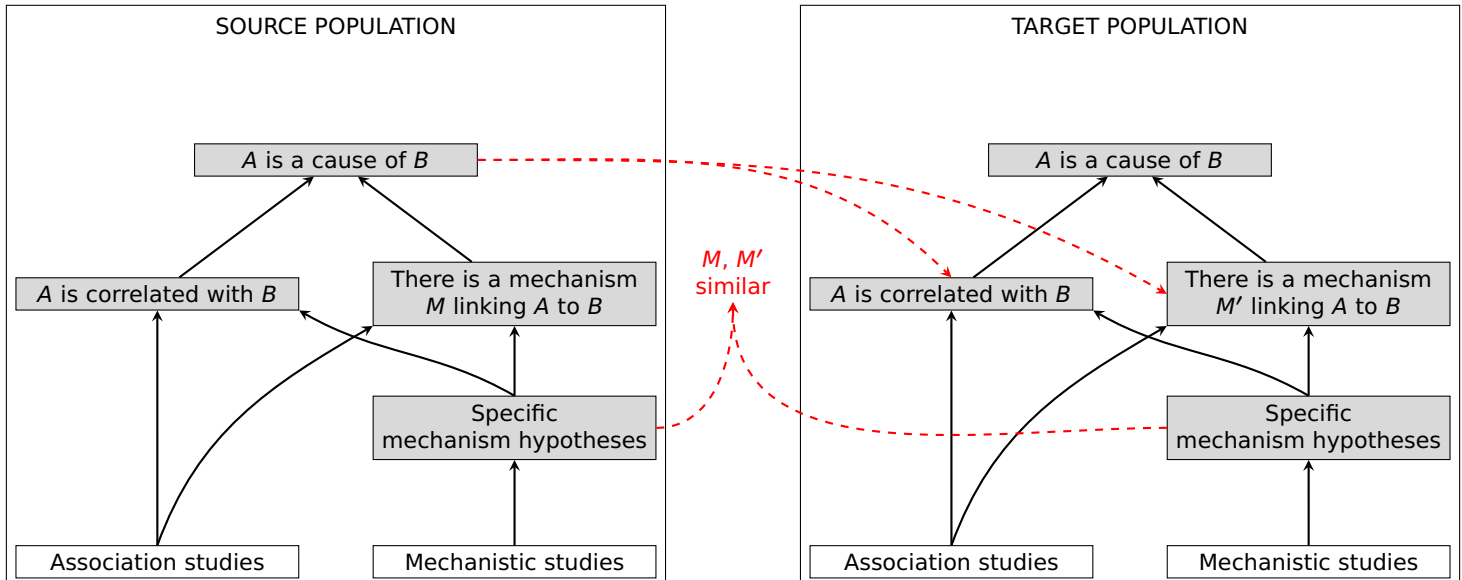 SOURCE POPULATION
A is a cause of B
A is correlated with B
There is a mechanism
M linking A to B
Specific
mechanism hypotheses
Association studies
Mechanistic studies
M, M′
similar
TARGET POPULATION
A is a cause of B
A is correlated with B
There is a mechanism
M′ linking A to B
Specific
mechanism hypotheses
Association studies
Mechanistic studies